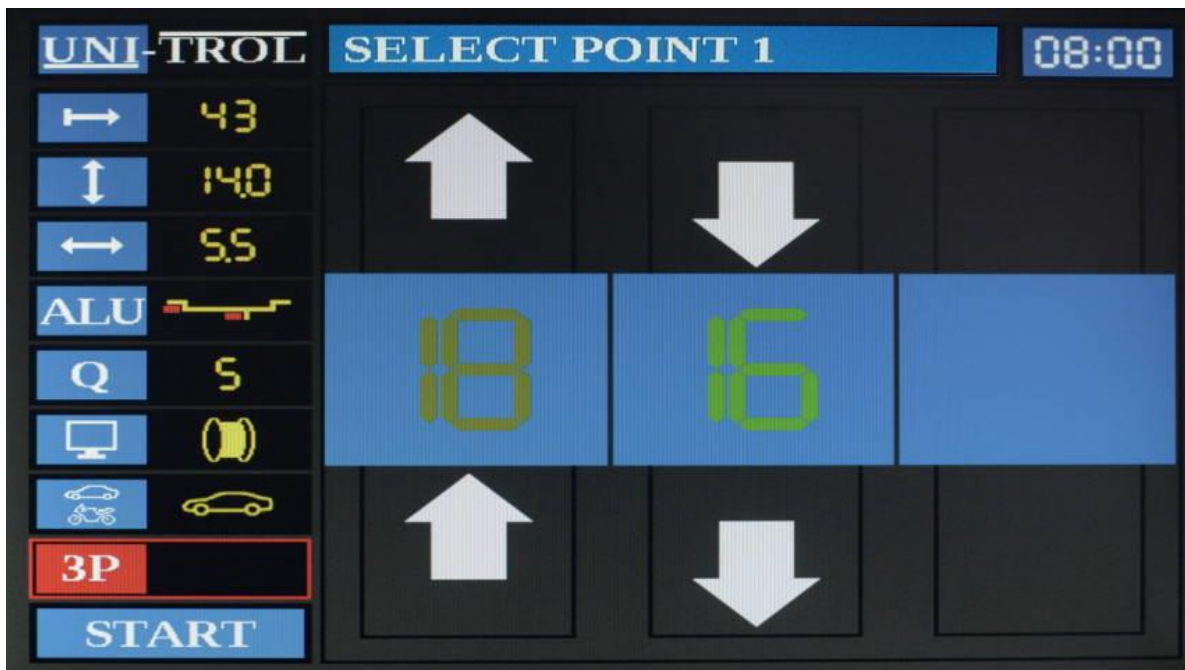 UNI-TROL
SELECT POINT 1
08:00
43
14.0
5.5
ALU
Q
5
18
16
3P
START